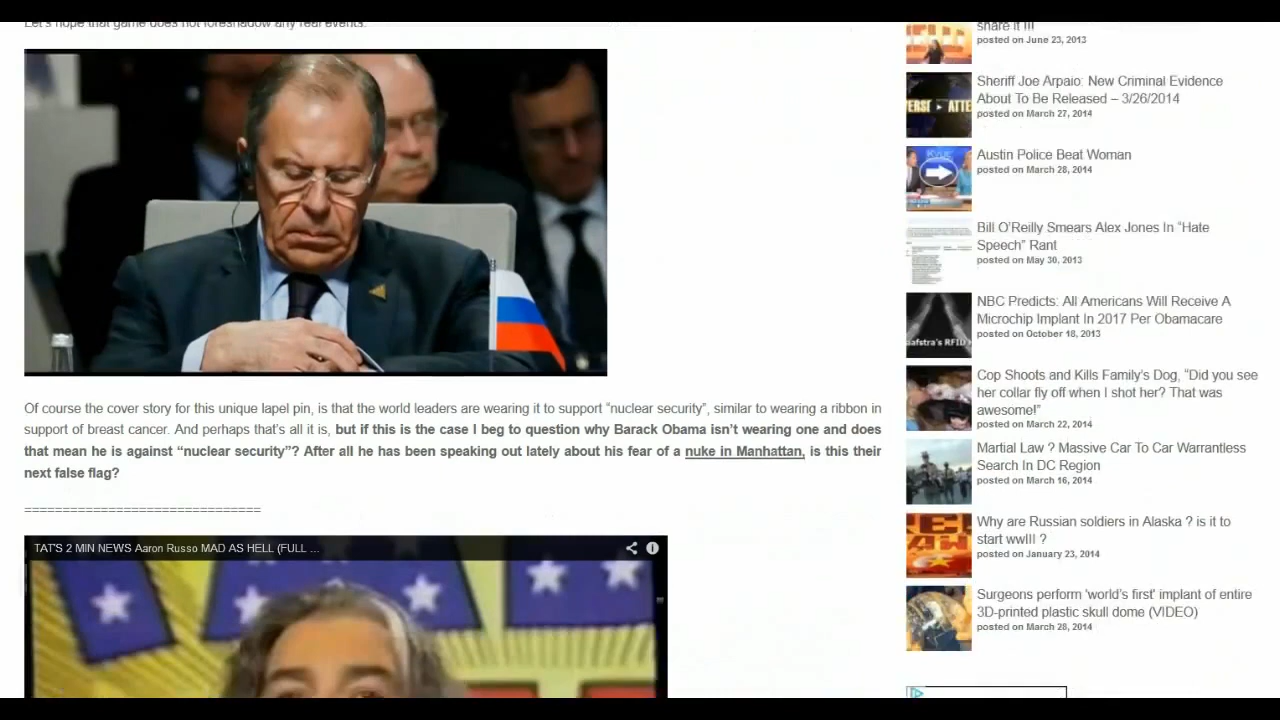 Let's hope that game does not foreshadow any real events.
Of course the cover story for this unique lapel pin, is that the world leaders are wearing it to support “nuclear security”, similar to wearing a ribbon in
support of breast cancer. And perhaps that’s all it is, but if this is the case I beg to question why Barack Obama isn’t wearing one and does
that mean he is against “nuclear security”? After all he has been speaking out lately about his fear of a nuke in Manhattan, is this their
next false flag?
===============================
TAT'S 2 MIN NEWS Aaron Russo MAD AS HELL (FULL ...
share it !!!
posted on June 23, 2013
Sheriff Joe Arpaio: New Criminal Evidence
About To Be Released – 3/26/2014
posted on March 27, 2014
Austin Police Beat Woman
posted on March 28, 2014
Bill O’Reilly Smears Alex Jones In “Hate
Speech” Rant
posted on May 30, 2013
NBC Predicts: All Americans Will Receive A
Microchip Implant In 2017 Per Obamacare
posted on October 18, 2013
Cop Shoots and Kills Family’s Dog, “Did you see
her collar fly off when I shot her? That was
awesome!”
posted on March 22, 2014
Martial Law ? Massive Car To Car Warrantless
Search In DC Region
posted on March 16, 2014
Why are Russian soldiers in Alaska ? is it to
start wwIII ?
posted on January 23, 2014
Surgeons perform 'world’s first' implant of entire
3D-printed plastic skull dome (VIDEO)
posted on March 28, 2014